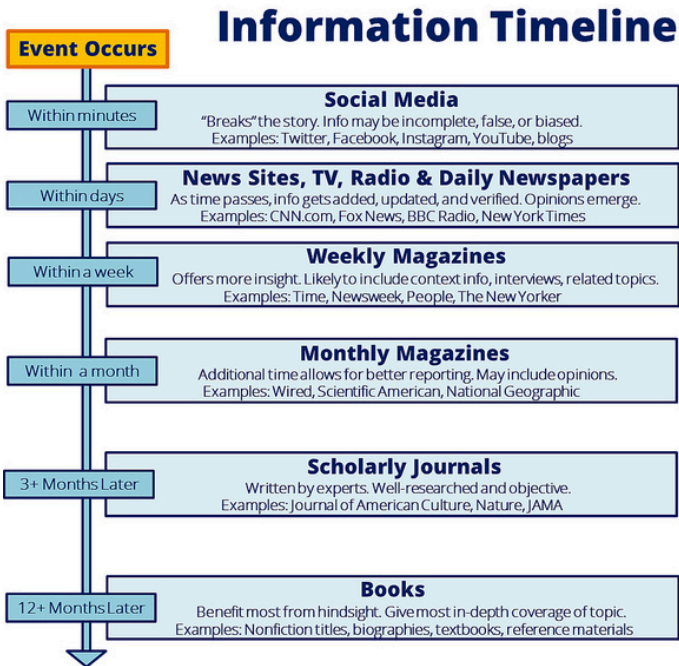 Information Timeline
Event Occurs
Within minutes
Social Media
“Breaks” the story. Info may be incomplete, false, or biased.
Examples: Twitter, Facebook, Instagram, YouTube, blogs
Within days
News Sites, TV, Radio & Daily Newspapers
As time passes, info gets added, updated, and verified. Opinions emerge.
Examples: CNN.com, Fox News, BBC Radio, New York Times
Within a week
Weekly Magazines
Offers more insight. Likely to include context info, interviews, related topics.
Examples: Time, Newsweek, People, The New Yorker
Within a month
Monthly Magazines
Additional time allows for better reporting. May include opinions.
Examples: Wired, Scientific American, National Geographic
3+ Months Later
Scholarly Journals
Written by experts. Well-researched and objective.
Examples: Journal of American Culture, Nature, JAMA
12+ Months Later
Books
Benefit most from hindsight. Give most in-depth coverage of topic.
Examples: Nonfiction titles, biographies, textbooks, reference materials